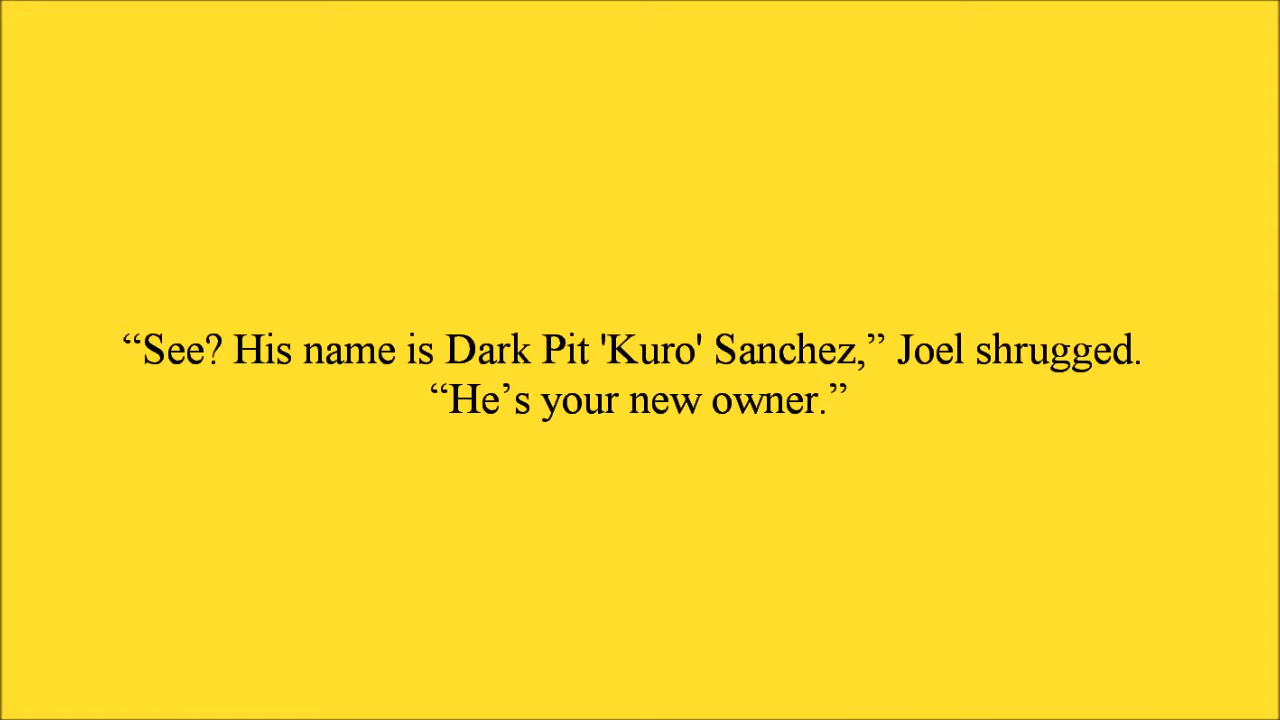 “See? His name is Dark Pit 'Kuro' Sanchez,” Joel shrugged.
“He’s your new owner.”